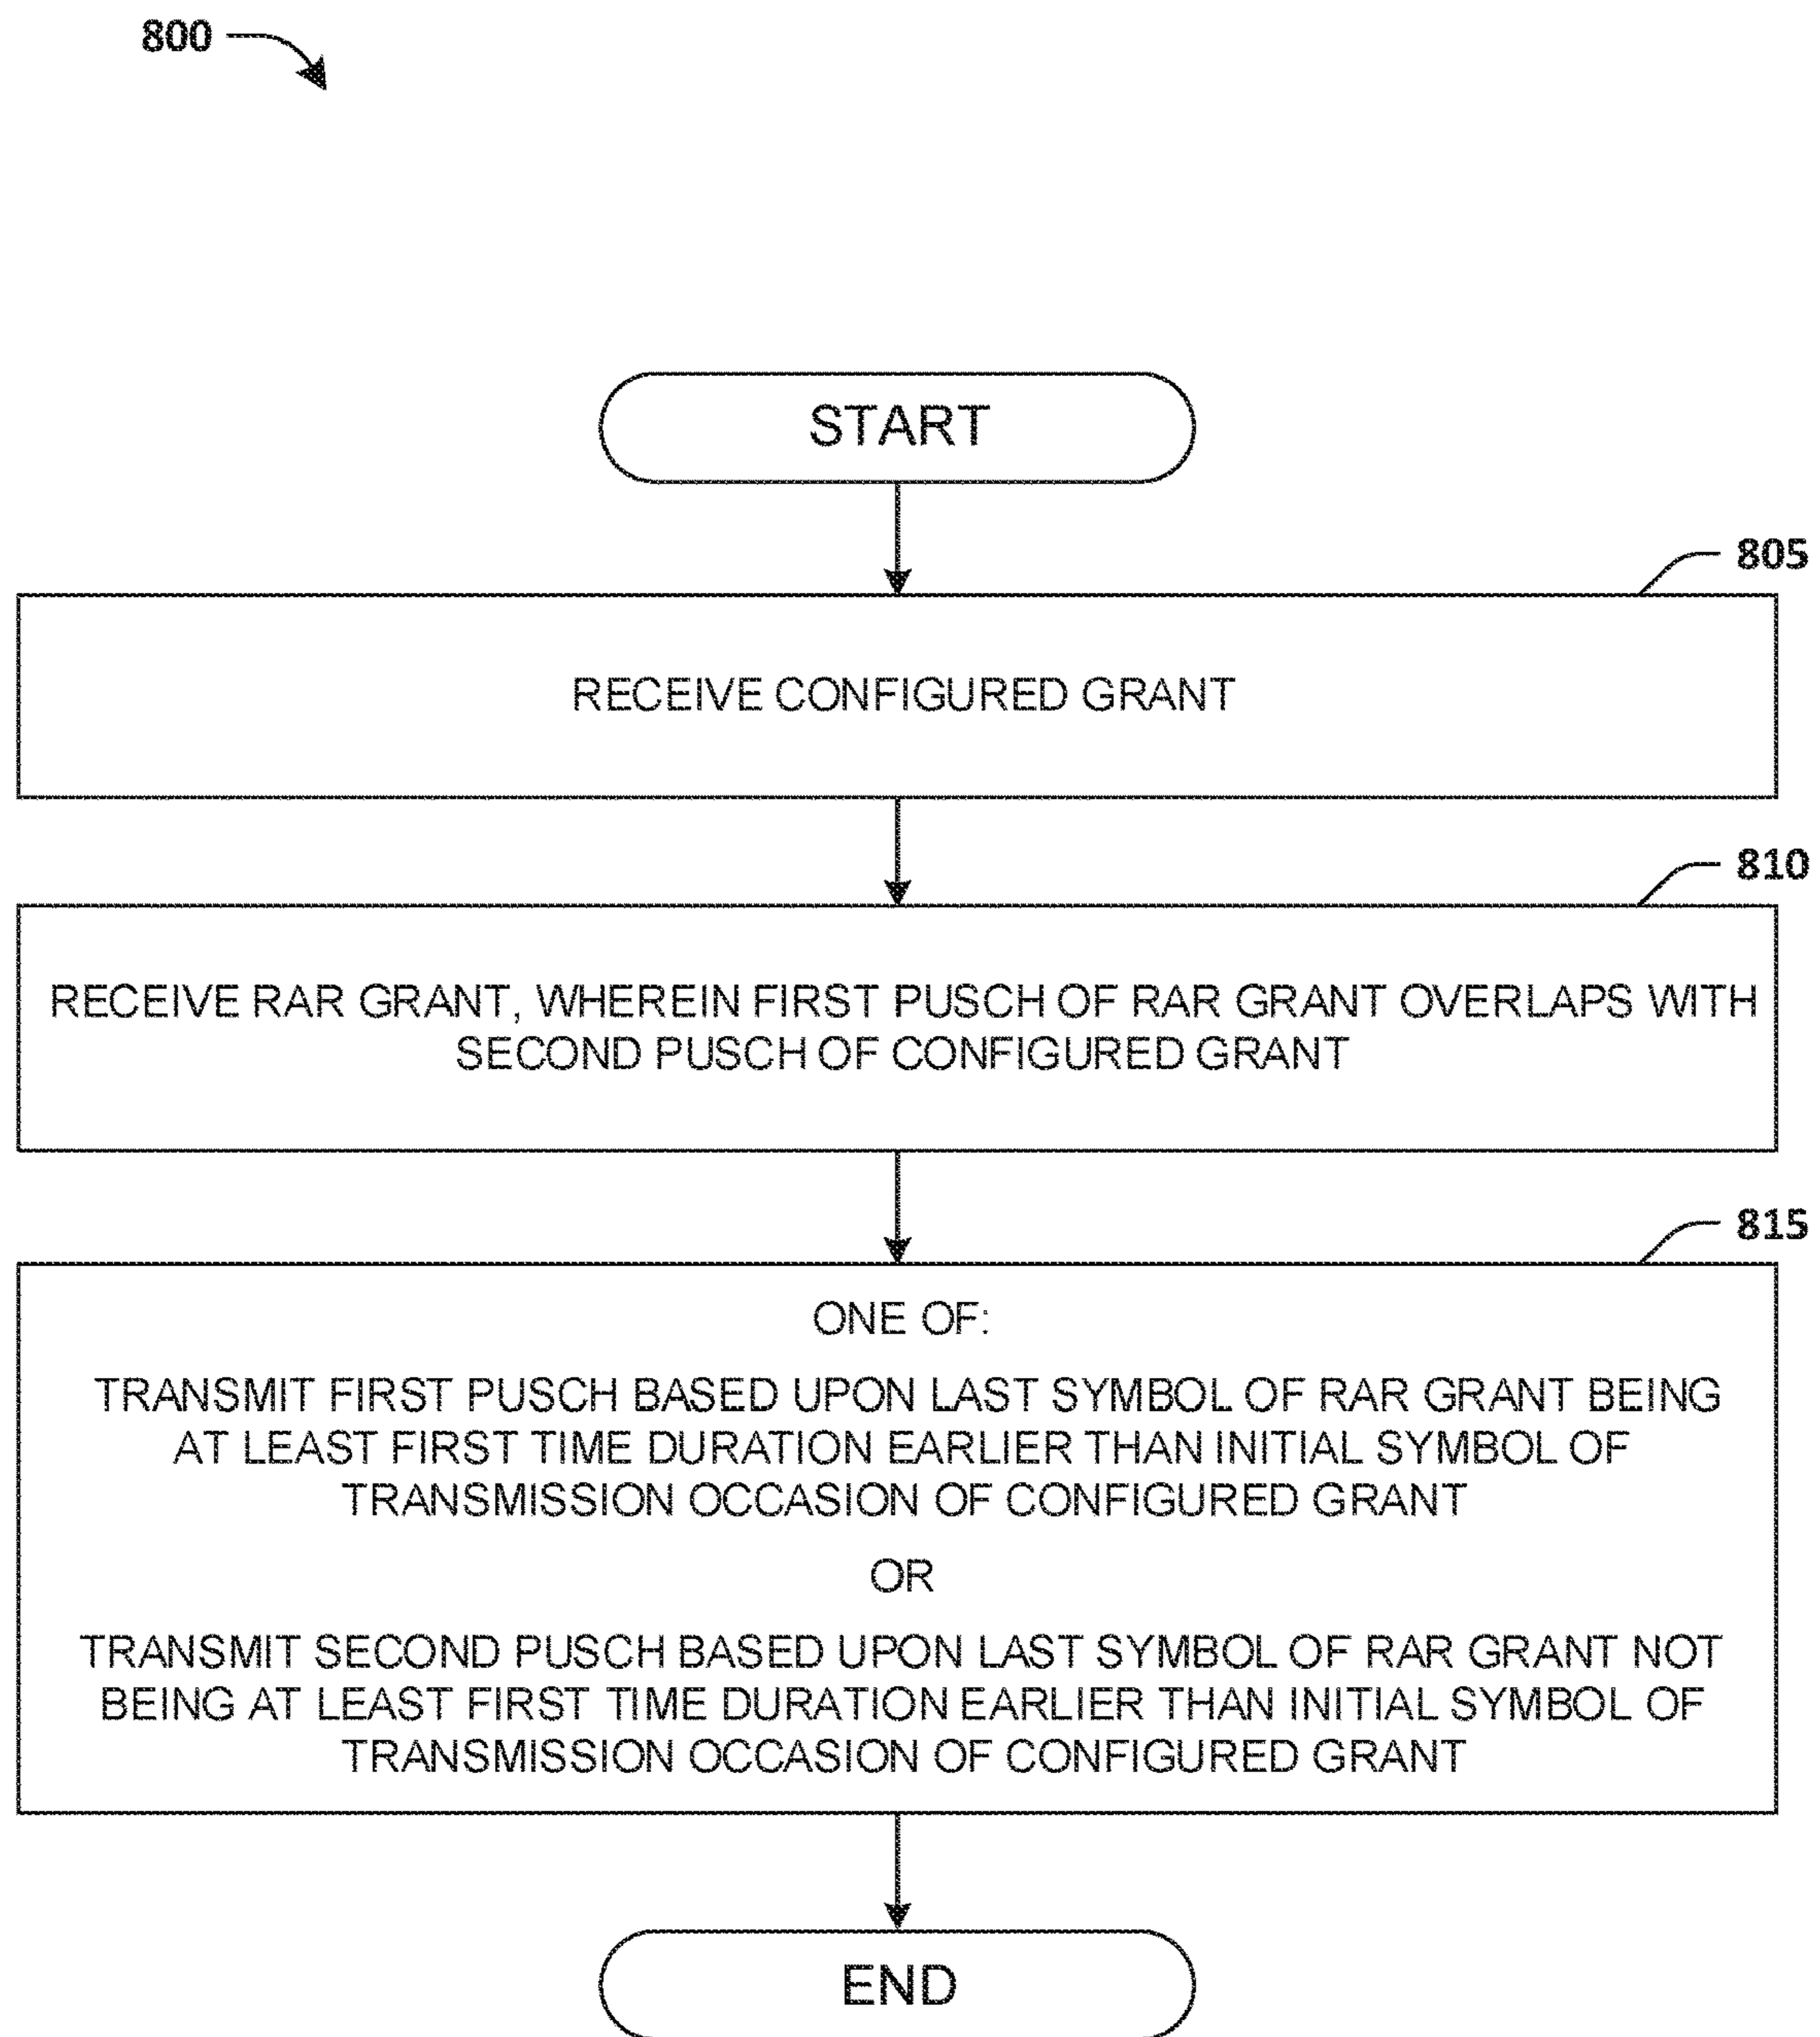 800
START
805
RECEIVE CONFIGURED GRANT
810
RECEIVE RAR GRANT, WHEREIN FIRST PUSCH OF RAR GRANT OVERLAPS WITH
SECOND PUSCH OF CONFIGURED GRANT
815
ONE OF:
TRANSMIT FIRST PUSCH BASED UPON LAST SYMBOL OF RAR GRANT BEING
AT LEAST FIRST TIME DURATION EARLIER THAN INITIAL SYMBOL OF
TRANSMISSION OCCASION OF CONFIGURED GRANT
OR
TRANSMIT SECOND PUSCH BASED UPON LAST SYMBOL OF RAR GRANT NOT
BEING AT LEAST FIRST TIME DURATION EARLIER THAN INITIAL SYMBOL OF
TRANSMISSION OCCASION OF CONFIGURED GRANT
END